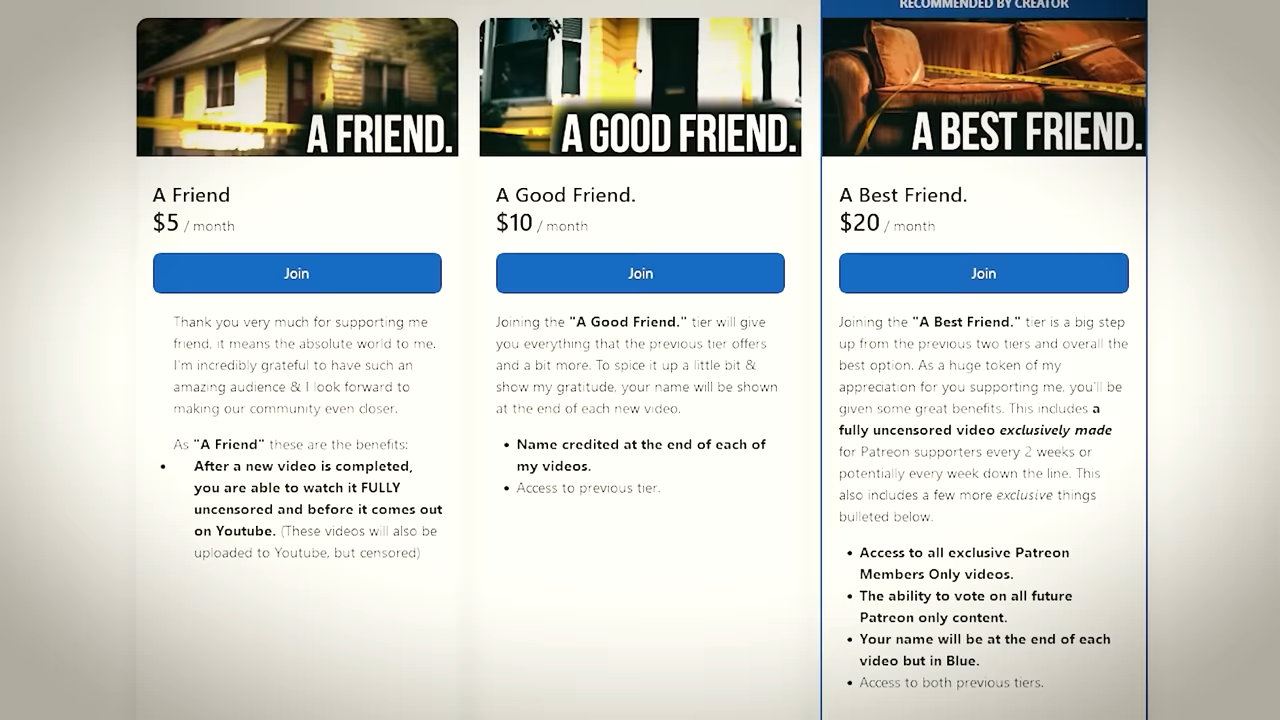 RECOMMENDED BY CREATOR
A FRIEND.
A GOOD FRIEND.
A BEST FRIEND.
A Friend
$5 / month
Join
Thank you very much for supporting me
friend, it means the absolute world to me.
I'm incredibly grateful to have such an
amazing audience & I look forward to
making our community even closer.
As "A Friend" these are the benefits:
• After a new video is completed,
you are able to watch it FULLY
uncensored and before it comes out
on Youtube. (These videos will also be
uploaded to Youtube, but censored)
A Good Friend.
$10 / month
Join
Joining the "A Good Friend." tier will give
you everything that the previous tier offers
and a bit more. To spice it up a little bit &
show my gratitude, your name will be shown
at the end of each new video.
• Name credited at the end of each of
my videos.
• Access to previous tier.
A Best Friend.
$20 / month
Join
Joining the "A Best Friend." tier is a big step
up from the previous two tiers and overall the
best option. As a huge token of my
appreciation for you supporting me, you'll be
given some great benefits. This includes a
fully uncensored video exclusively made
for Patreon supporters every 2 weeks or
potentially every week down the line. This
also includes a few more exclusive things
bulleted below.
• Access to all exclusive Patreon
Members Only videos.
• The ability to vote on all future
Patreon only content.
• Your name will be at the end of each
video but in Blue.
• Access to both previous tiers.